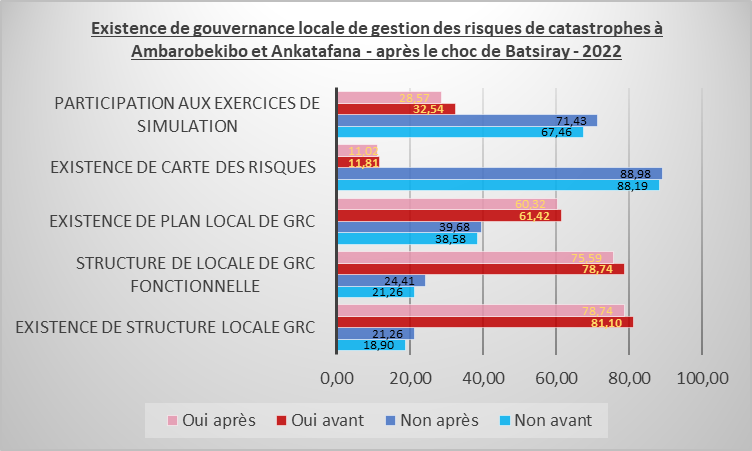 Existence de gouvernance locale de gestion des risques de catastrophes à
Ambarobekibo et Ankatafana - après le choc de Batsiray - 2022
PARTICIPATION AUX EXERCICES DE
SIMULATION
28,57
32,54
71,43
67,46
EXISTENCE DE CARTE DES RISQUES
11,02
11,81
88,98
88,19
EXISTENCE DE PLAN LOCAL DE GRC
60,32
61,42
39,68
38,58
STRUCTURE DE LOCALE DE GRC
FONCTIONNELLE
75,59
78,74
24,41
21,26
EXISTENCE DE STRUCTURE LOCALE GRC
78,74
81,10
21,26
18,90
0,00 20,00 40,00 60,00 80,00 100,00
Oui après Oui avant Non après Non avant